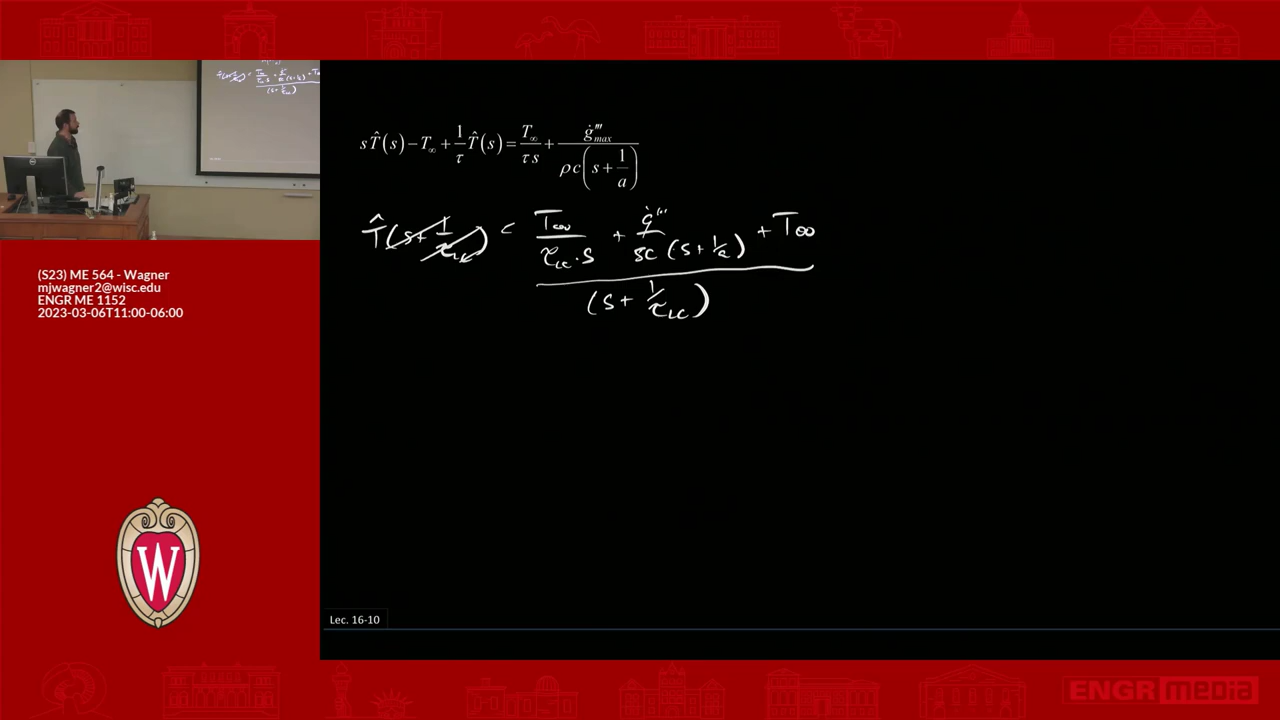 sT̂(s) − T∞ + 1/τ T̂(s) = T∞/(τ s) + ġ‴max/(ρc(s + 1/a))
T̂(s + 1/τLC) = (T∞/(τLC · s) + ġ‴/(ρc(s + 1/a)) + T∞)/(s + 1/τLC)
(S23) ME 564 - Wagner
mjwagner2@wisc.edu
ENGR ME 1152
2023-03-06T11:00-06:00
W
Lec. 16-10
ENGR media